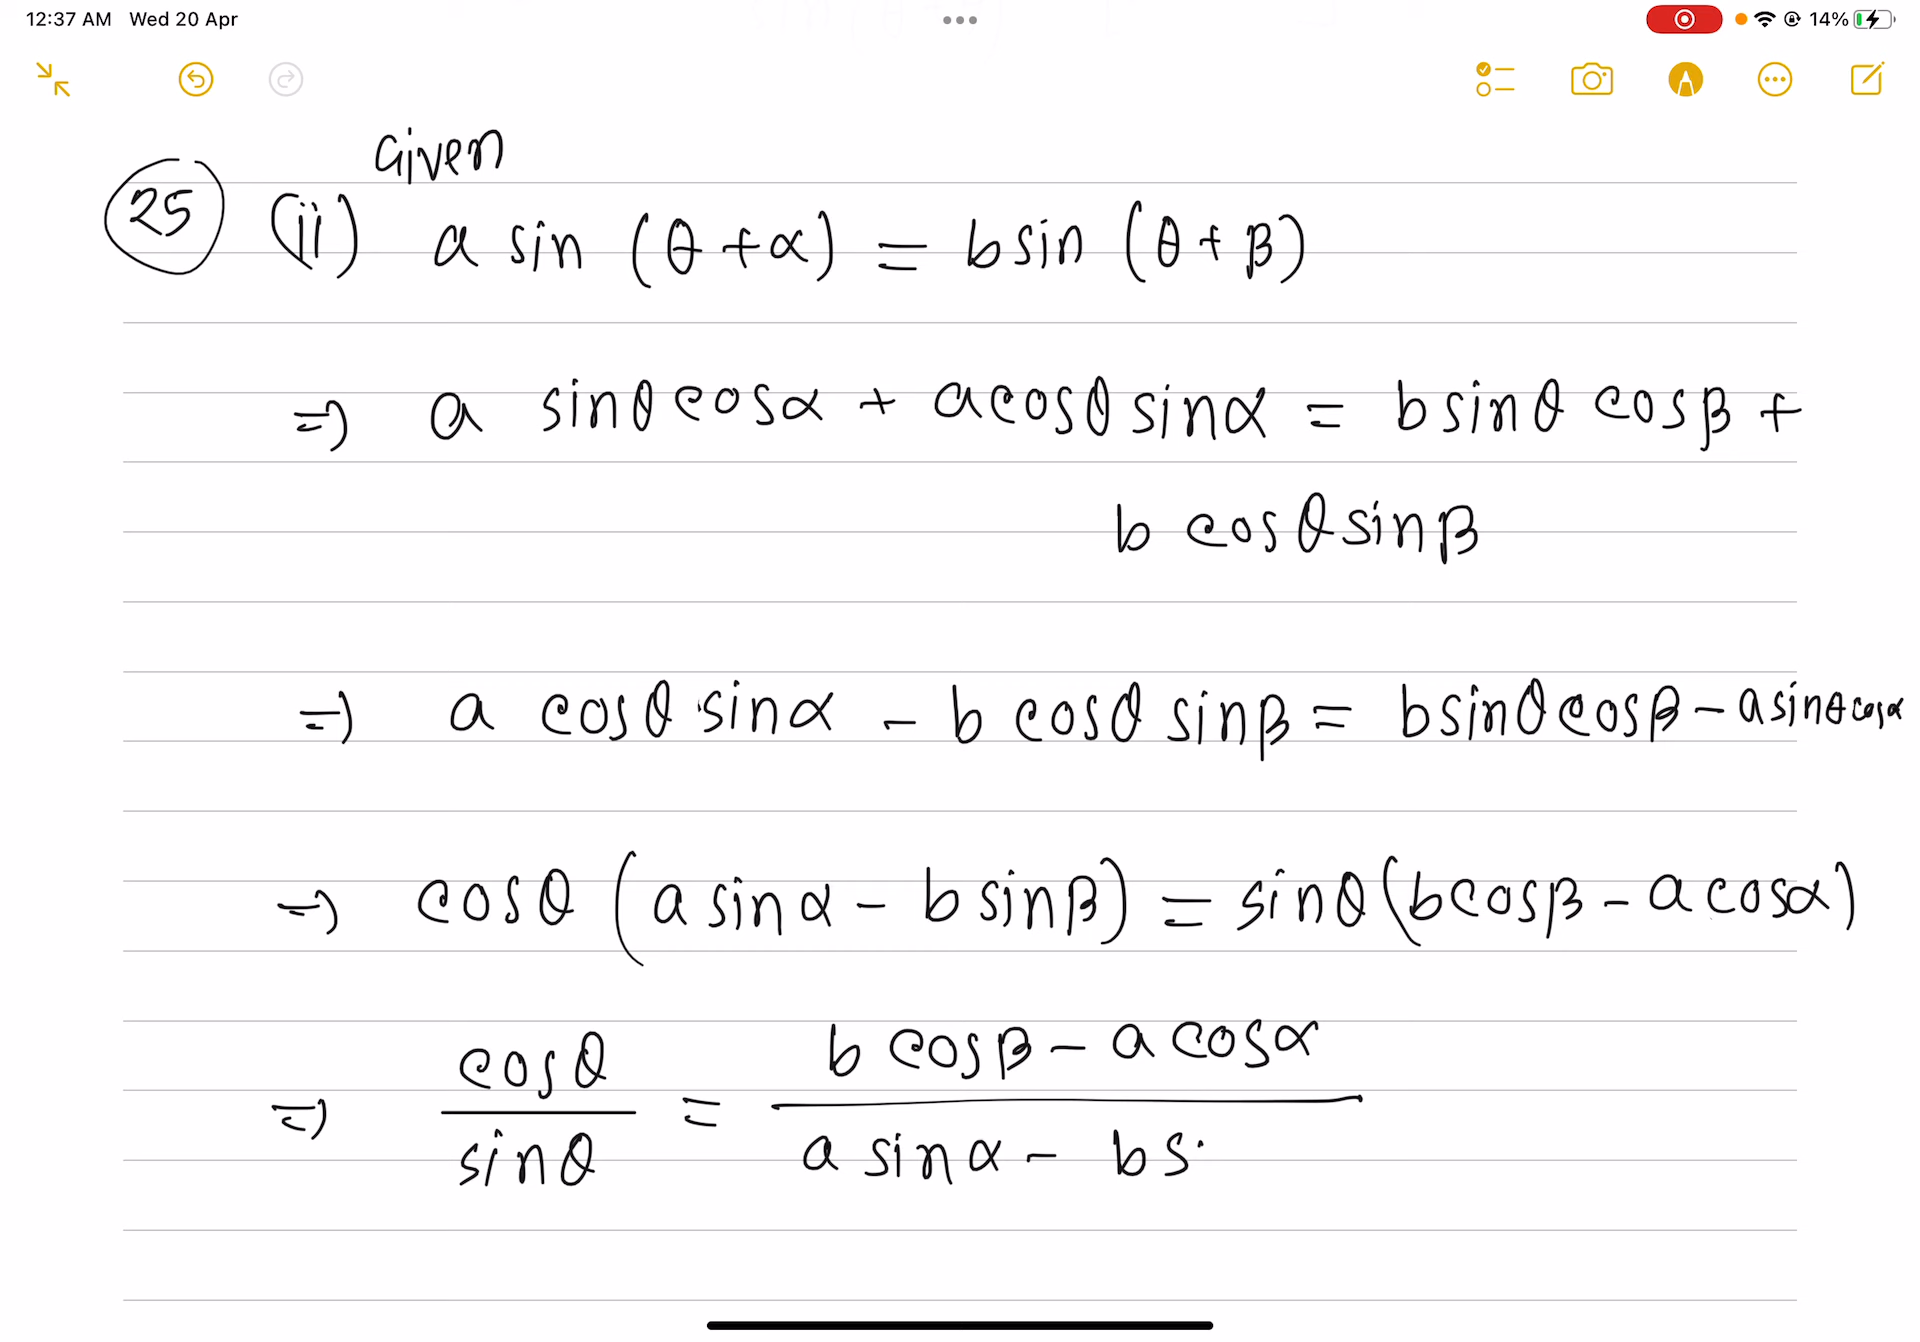 12:37 AM Wed 20 Apr
14%
Given
25 (ii) a sin (θ + α) = b sin (θ + β)
⇒ a sinθ cosα + a cosθ sinα = b sinθ cosβ +
b cosθ sinβ
⇒ a cosθ sinα - b cosθ sinβ = b sinθ cosβ - a sinθ cosα
⇒ cosθ (a sinα - b sinβ) = sinθ (b cosβ - a cosα)
⇒ cosθ / sinθ = b cosβ - a cosα / a sinα - b s